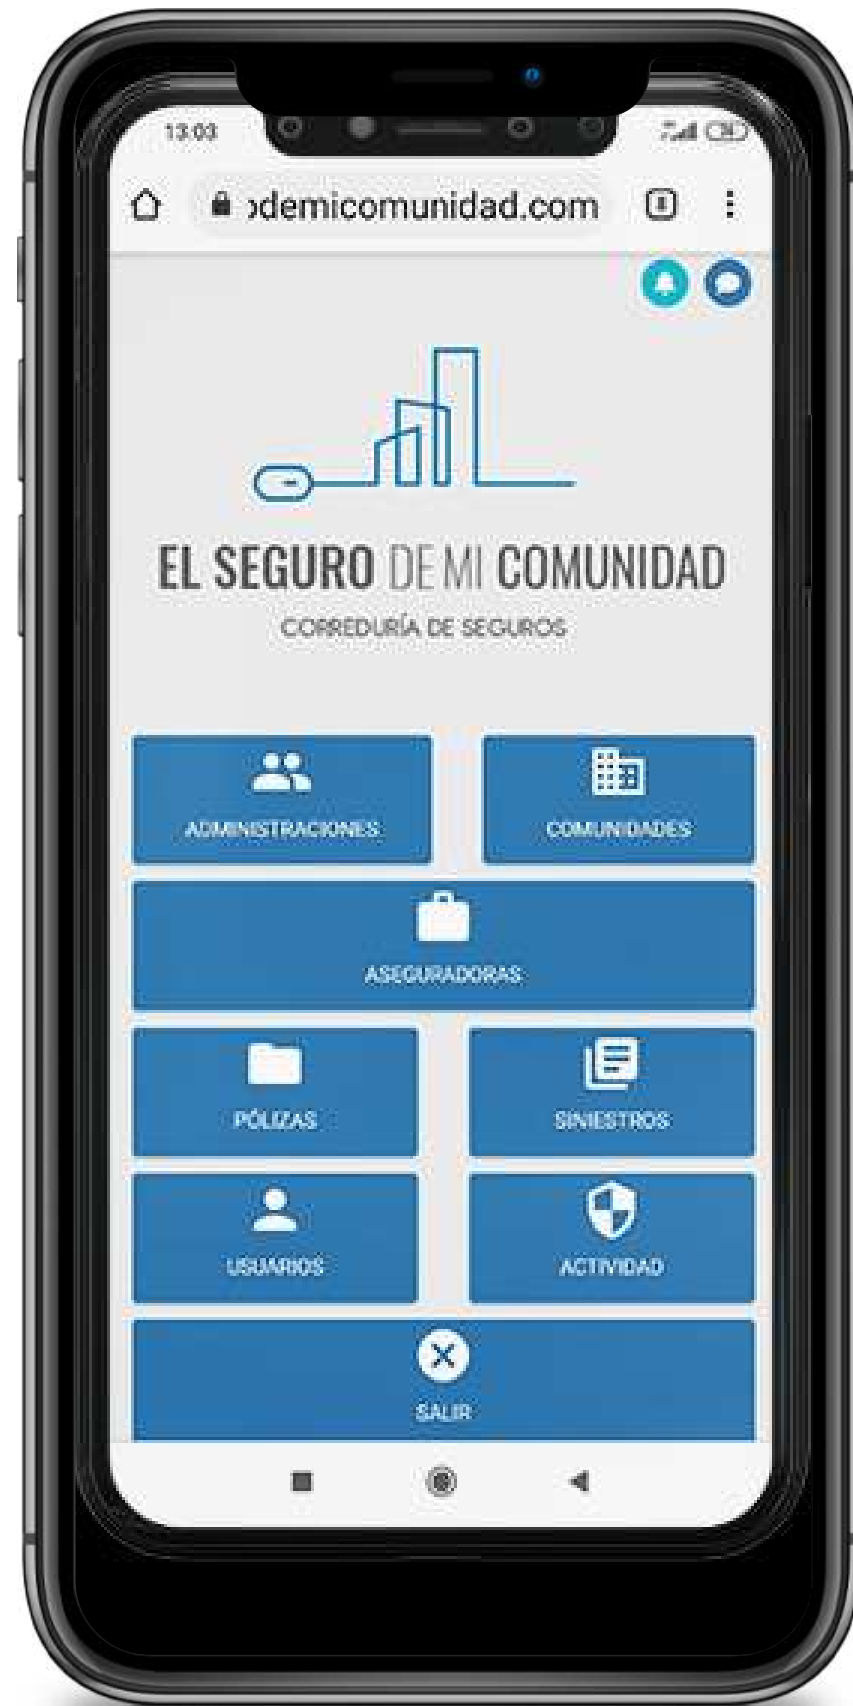 13:03
odemicomunidad.com
EL SEGURO DE MI COMUNIDAD
CORREDURÍA DE SEGUROS
ADMINISTRACIONES COMUNIDADES
ASEGURADORAS
PÓLIZAS SINIESTROS
USUARIOS ACTIVIDAD
SALIR